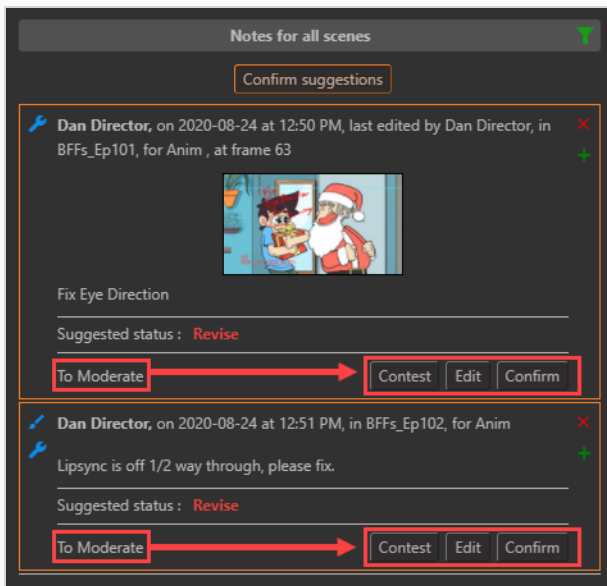 Notes for all scenes
Confirm suggestions
Dan Director, on 2020-08-24 at 12:50 PM, last edited by Dan Director, in
BFFs_Ep101, for Anim , at frame 63
Fix Eye Direction
Suggested status : Revise
To Moderate Contest Edit Confirm
Dan Director, on 2020-08-24 at 12:51 PM, in BFFs_Ep102, for Anim
Lipsync is off 1/2 way through, please fix.
Suggested status : Revise
To Moderate Contest Edit Confirm